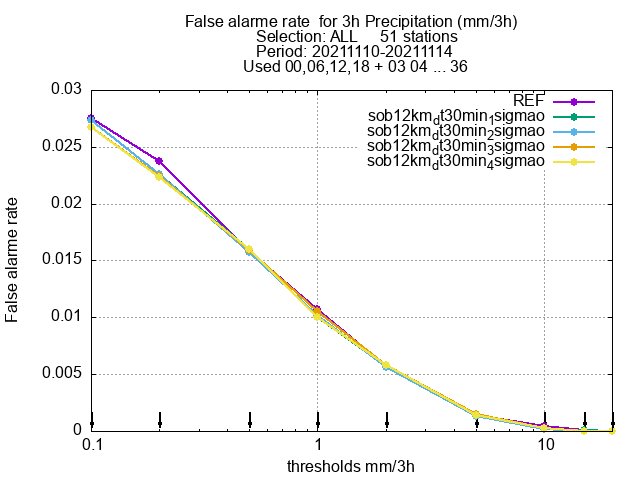 False alarme rate  for 3h Precipitation (mm/3h)
Selection: ALL     51 stations
Period: 20211110-20211114
Used 00,06,12,18 + 03 04 ... 36
REF
sob12km_dt30min_1sigmao
sob12km_dt30min_2sigmao
sob12km_dt30min_3sigmao
sob12km_dt30min_4sigmao
0.03
0.025
0.02
0.015
0.01
0.005
0
False alarme rate
0.1 1 10
thresholds mm/3h